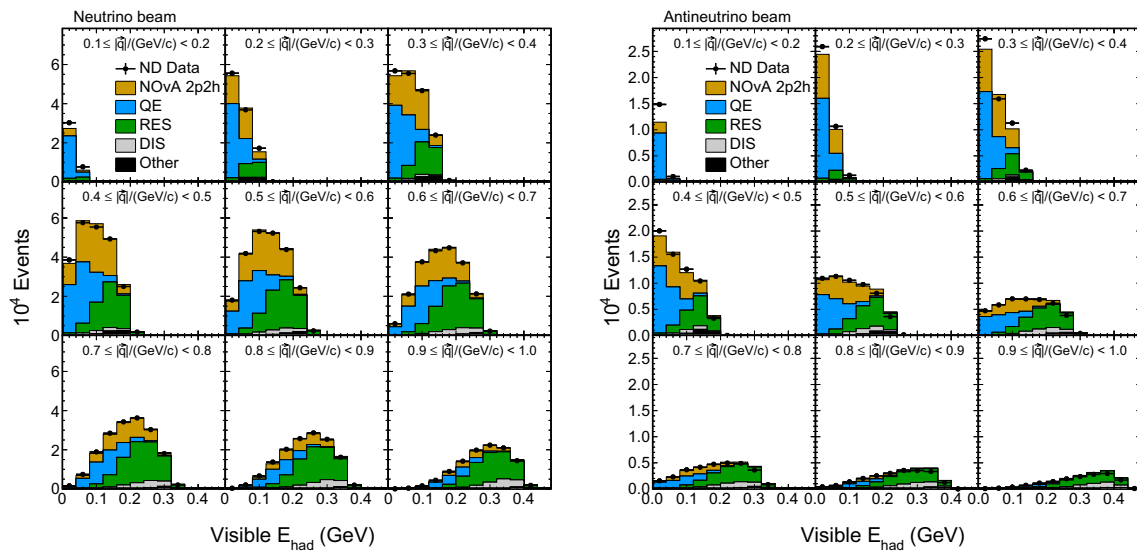 Neutrino beam
0.1 ≤ |q⃗|/(GeV/c) < 0.2
0.2 ≤ |q⃗|/(GeV/c) < 0.3
0.3 ≤ |q⃗|/(GeV/c) < 0.4
ND Data
NOvA 2p2h
QE
RES
DIS
Other
6
4
2
0
0.4 ≤ |q⃗|/(GeV/c) < 0.5
0.5 ≤ |q⃗|/(GeV/c) < 0.6
0.6 ≤ |q⃗|/(GeV/c) < 0.7
6
4
2
0
10⁴ Events
0.7 ≤ |q⃗|/(GeV/c) < 0.8
0.8 ≤ |q⃗|/(GeV/c) < 0.9
0.9 ≤ |q⃗|/(GeV/c) < 1.0
6
4
2
0
0 0.1 0.2 0.3 0.4 0 0.1 0.2 0.3 0.4 0 0.1 0.2 0.3 0.4
Visible E_had (GeV)
Antineutrino beam
0.1 ≤ |q⃗|/(GeV/c) < 0.2
0.2 ≤ |q⃗|/(GeV/c) < 0.3
0.3 ≤ |q⃗|/(GeV/c) < 0.4
ND Data
NOvA 2p2h
QE
RES
DIS
Other
2.5
2.0
1.5
1.0
0.5
0.0
0.4 ≤ |q⃗|/(GeV/c) < 0.5
0.5 ≤ |q⃗|/(GeV/c) < 0.6
0.6 ≤ |q⃗|/(GeV/c) < 0.7
2.5
2.0
1.5
1.0
0.5
0.0
10⁴ Events
0.7 ≤ |q⃗|/(GeV/c) < 0.8
0.8 ≤ |q⃗|/(GeV/c) < 0.9
0.9 ≤ |q⃗|/(GeV/c) < 1.0
2.5
2.0
1.5
1.0
0.5
0.0
0 0.1 0.2 0.3 0.4 0 0.1 0.2 0.3 0.4 0 0.1 0.2 0.3 0.4
Visible E_had (GeV)